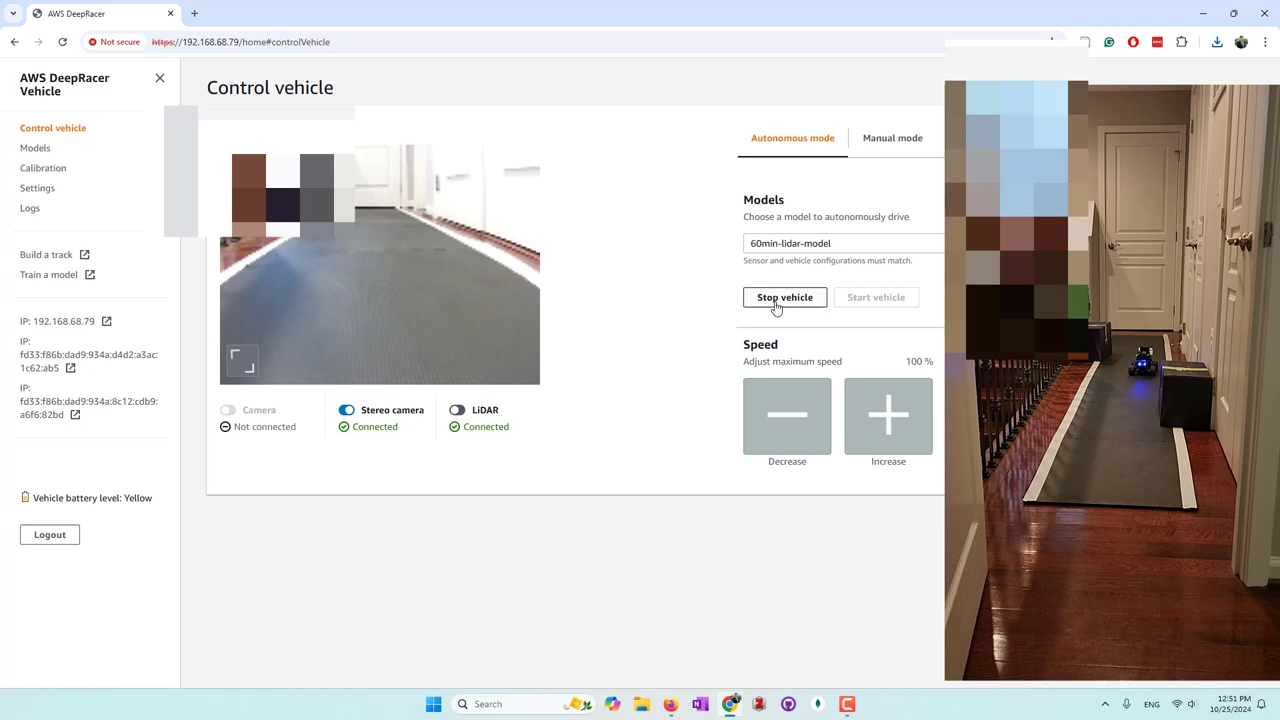 AWS DeepRacer
Not secure
https://192.168.68.79/home#controlVehicle
AWS DeepRacer
Vehicle
Control vehicle
Models
Calibration
Settings
Logs
Build a track
Train a model
IP: 192.168.68.79
IP:
fd33:f86b:dad9:934a:d4d2:a3ac:
1c62:ab5
IP:
fd33:f86b:dad9:934a:8c12:cdb9:
a6f6:82bd
Vehicle battery level: Yellow
Logout
Control vehicle
Camera
Not connected
Stereo camera
Connected
LiDAR
Connected
Autonomous mode
Manual mode
Models
Choose a model to autonomously drive
60min-lidar-model
Sensor and vehicle configurations must match.
Stop vehicle
Start vehicle
Speed
Adjust maximum speed
100 %
Decrease
Increase
Search
ENG
12:51 PM
10/25/2024